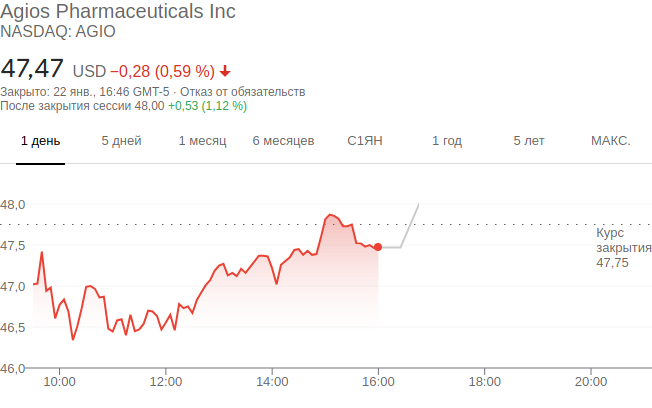 Agios Pharmaceuticals Inc
NASDAQ: AGIO
47,47 USD −0,28 (0,59 %)
Закрыто: 22 янв., 16:46 GMT-5 · Отказ от обязательств
После закрытия сессии 48,00 +0,53 (1,12 %)
1 день 5 дней 1 месяц 6 месяцев С1ЯН 1 год 5 лет МАКС.
48,0
Курс
47,5
закрытия
47,75
47,0
46,5
46,0
10:00 12:00 14:00 16:00 18:00 20:00